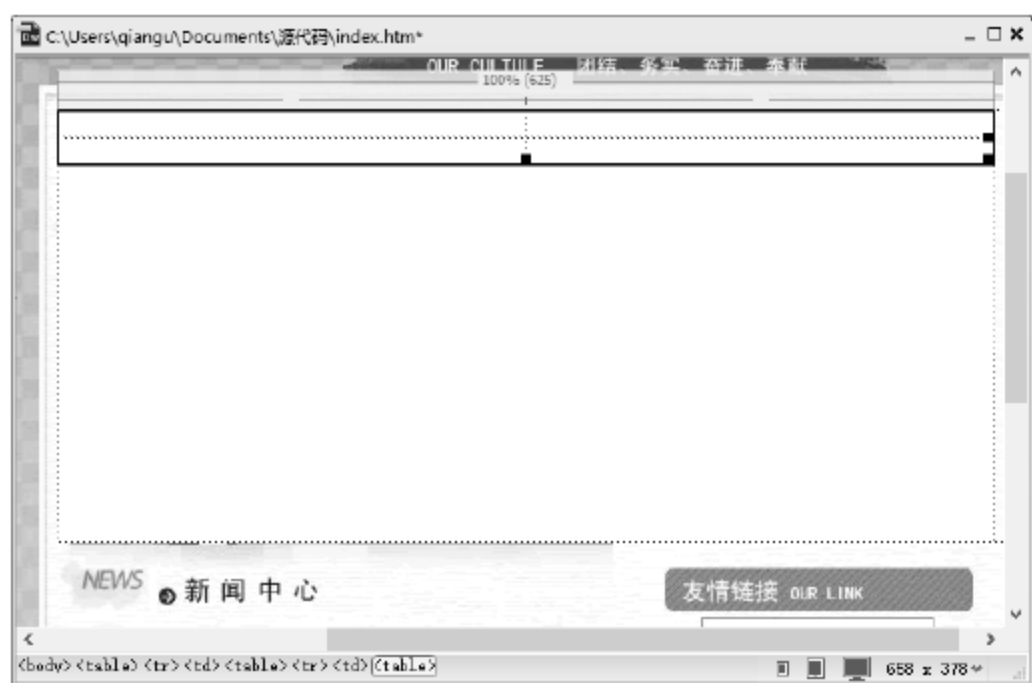 C:\Users\qiangu\Documents\源代码\index.htm*
OUR CULTULE 团结、务实、奋进、奉献
100% (625)
NEWS 新闻中心
友情链接 OUR LINK
<body><table><tr><td><table><tr><td><table>
658 x 378